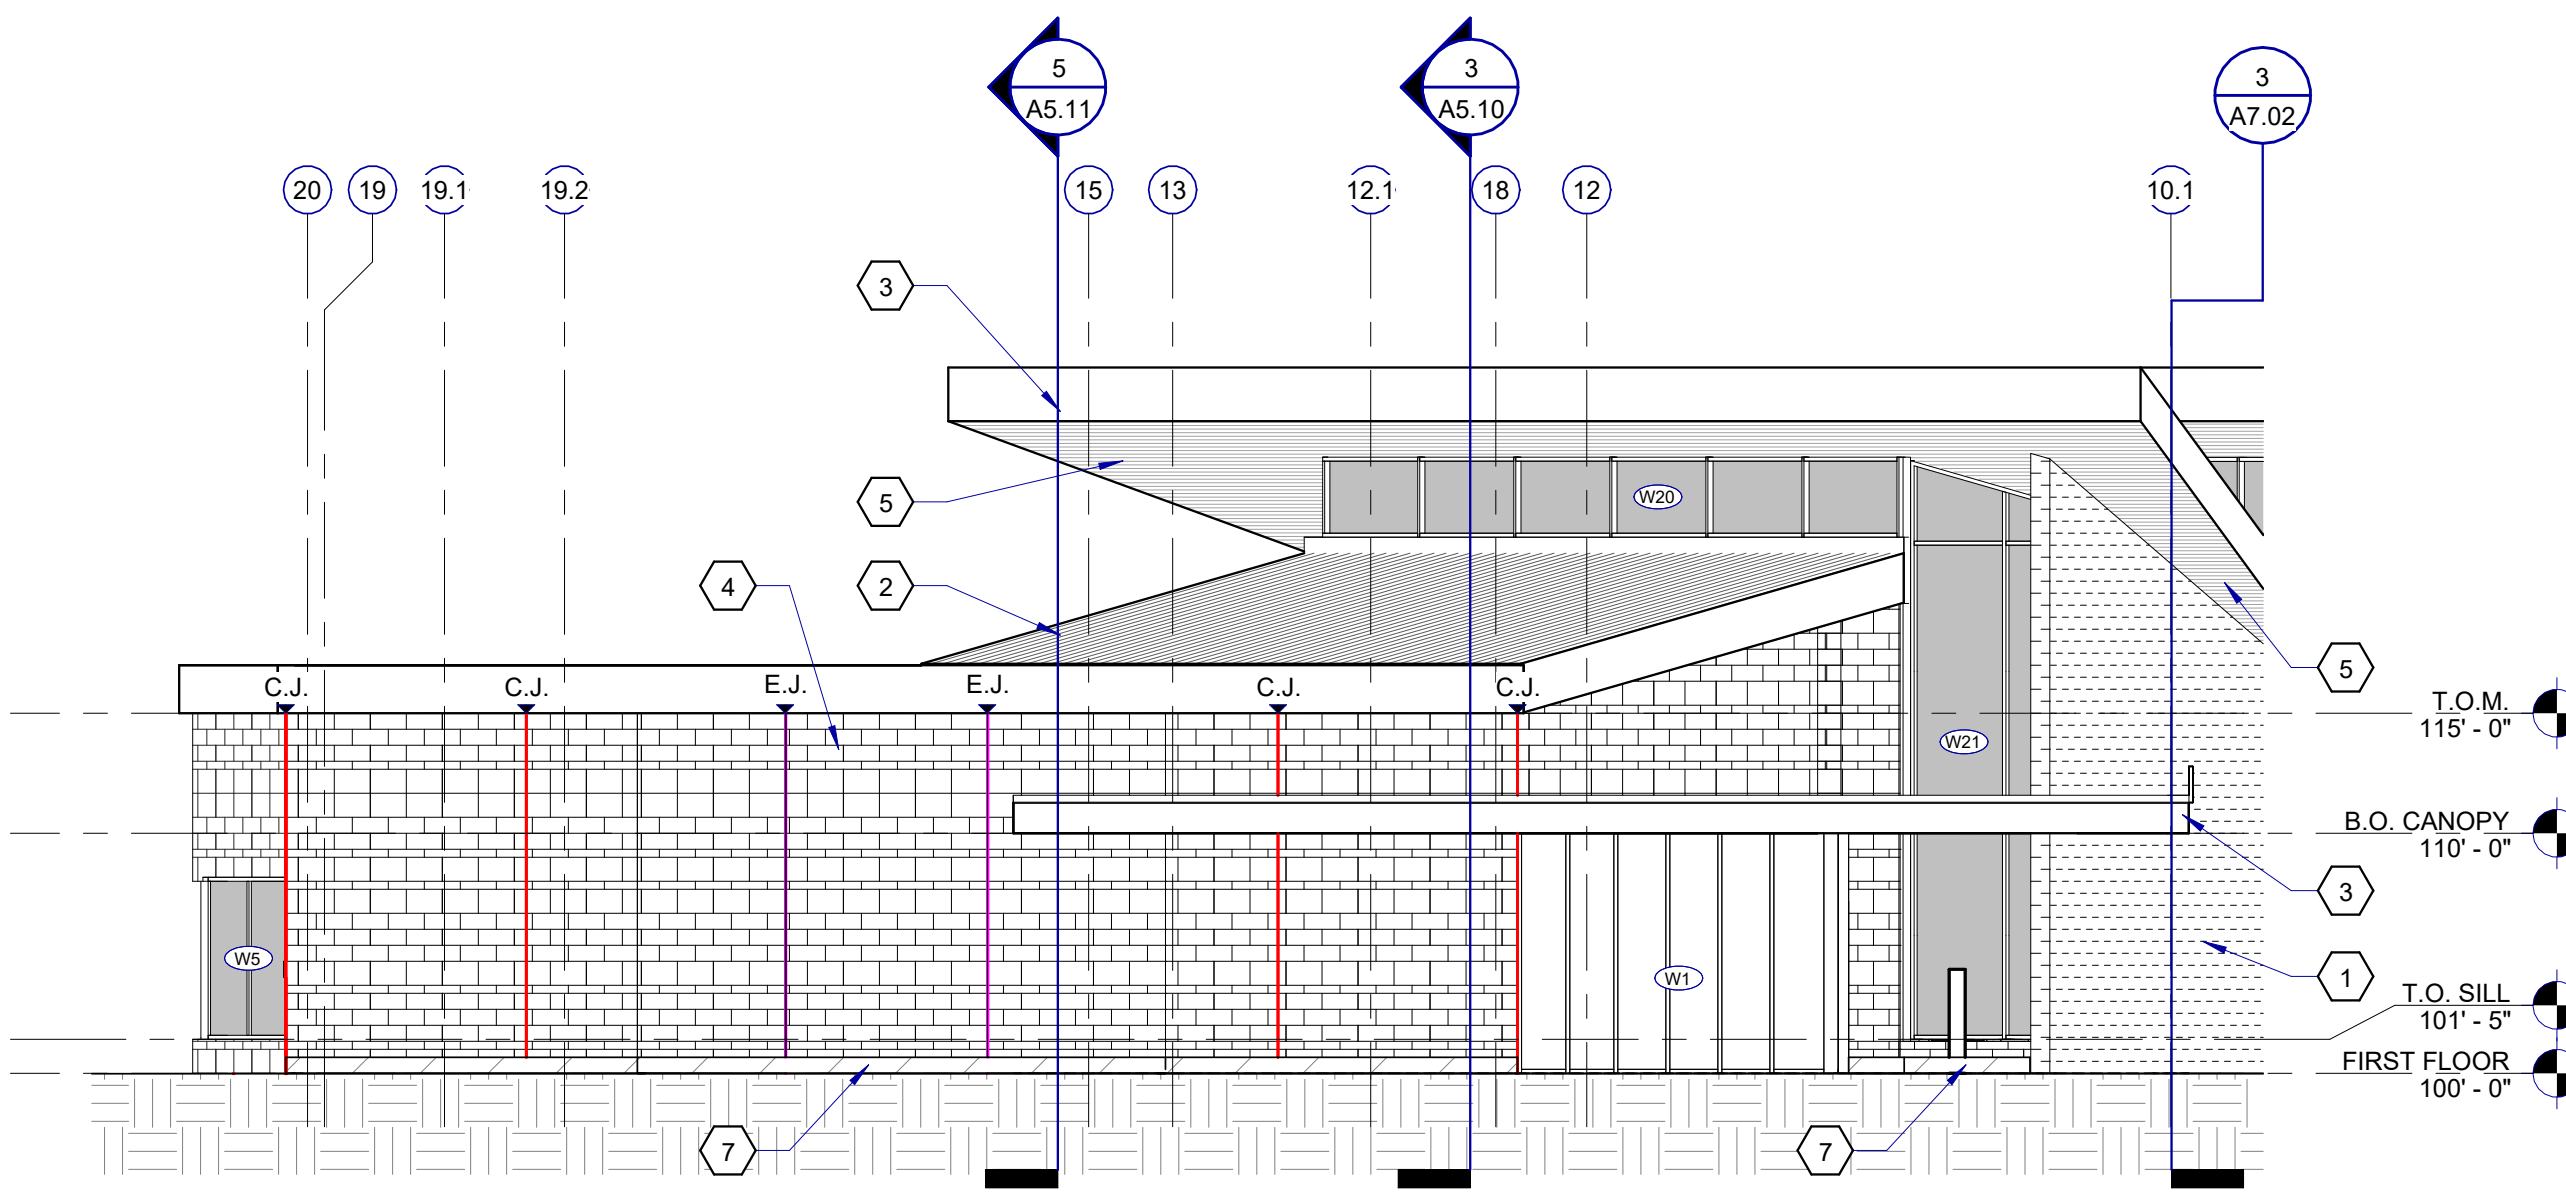 5
A5.11
3
A5.10
3
A7.02
20
19
19.1
19.2
15
13
12.1
18
12
10.1
3
5
W20
4
2
5
C.J.
C.J.
E.J.
E.J.
C.J.
C.J.
T.O.M.
115' - 0"
W21
B.O. CANOPY
110' - 0"
3
W5
W1
1
T.O. SILL
101' - 5"
FIRST FLOOR
100' - 0"
7
7